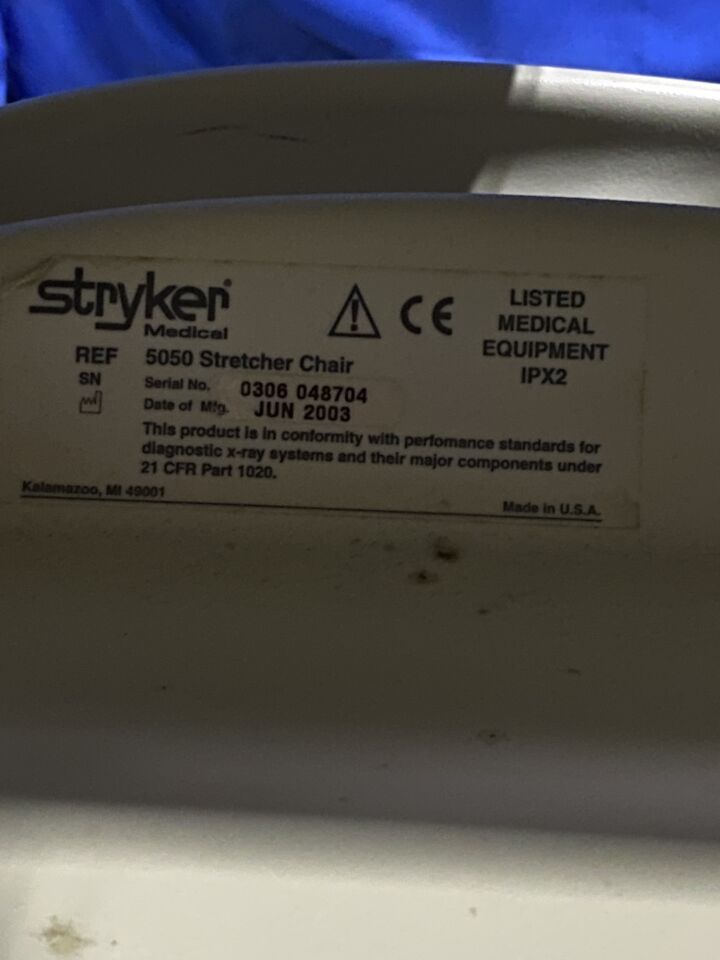 stryker®
Medical
CE
LISTED
MEDICAL
EQUIPMENT
IPX2
REF 5050 Stretcher Chair
SN Serial No. 0306 048704
Date of Mfg. JUN 2003
This product is in conformity with perfomance standards for
diagnostic x-ray systems and their major components under
21 CFR Part 1020.
Kalamazoo, MI 49001
Made in U.S.A.